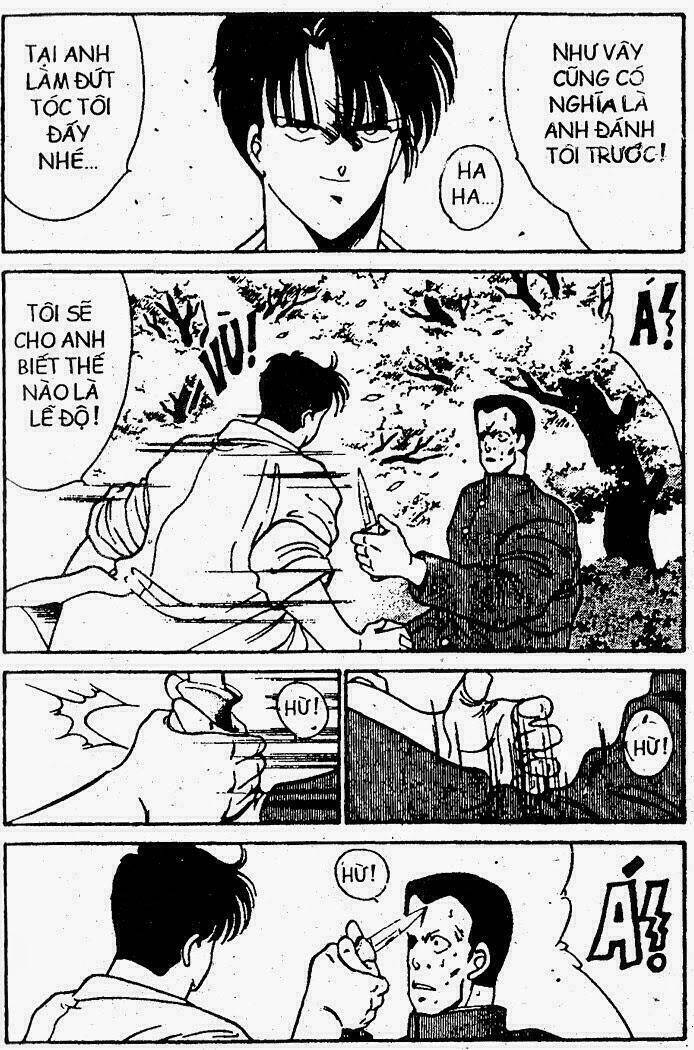 TẠI ANH
LÀM ĐỨT
TÓC TÔI
ĐẤY
NHÉ...
HA
HA...
NHƯ VÂY
CŨNG CÓ
NGHĨA LÀ
ANH ĐÁNH
TÔI TRƯỚC!
TÔI SẼ
CHO ANH
BIẾT THẾ
NÀO LÀ
LỄ ĐỘ!
VÙ!
Á!!
HỪ!
HỪ!
HỪ!
Á!!